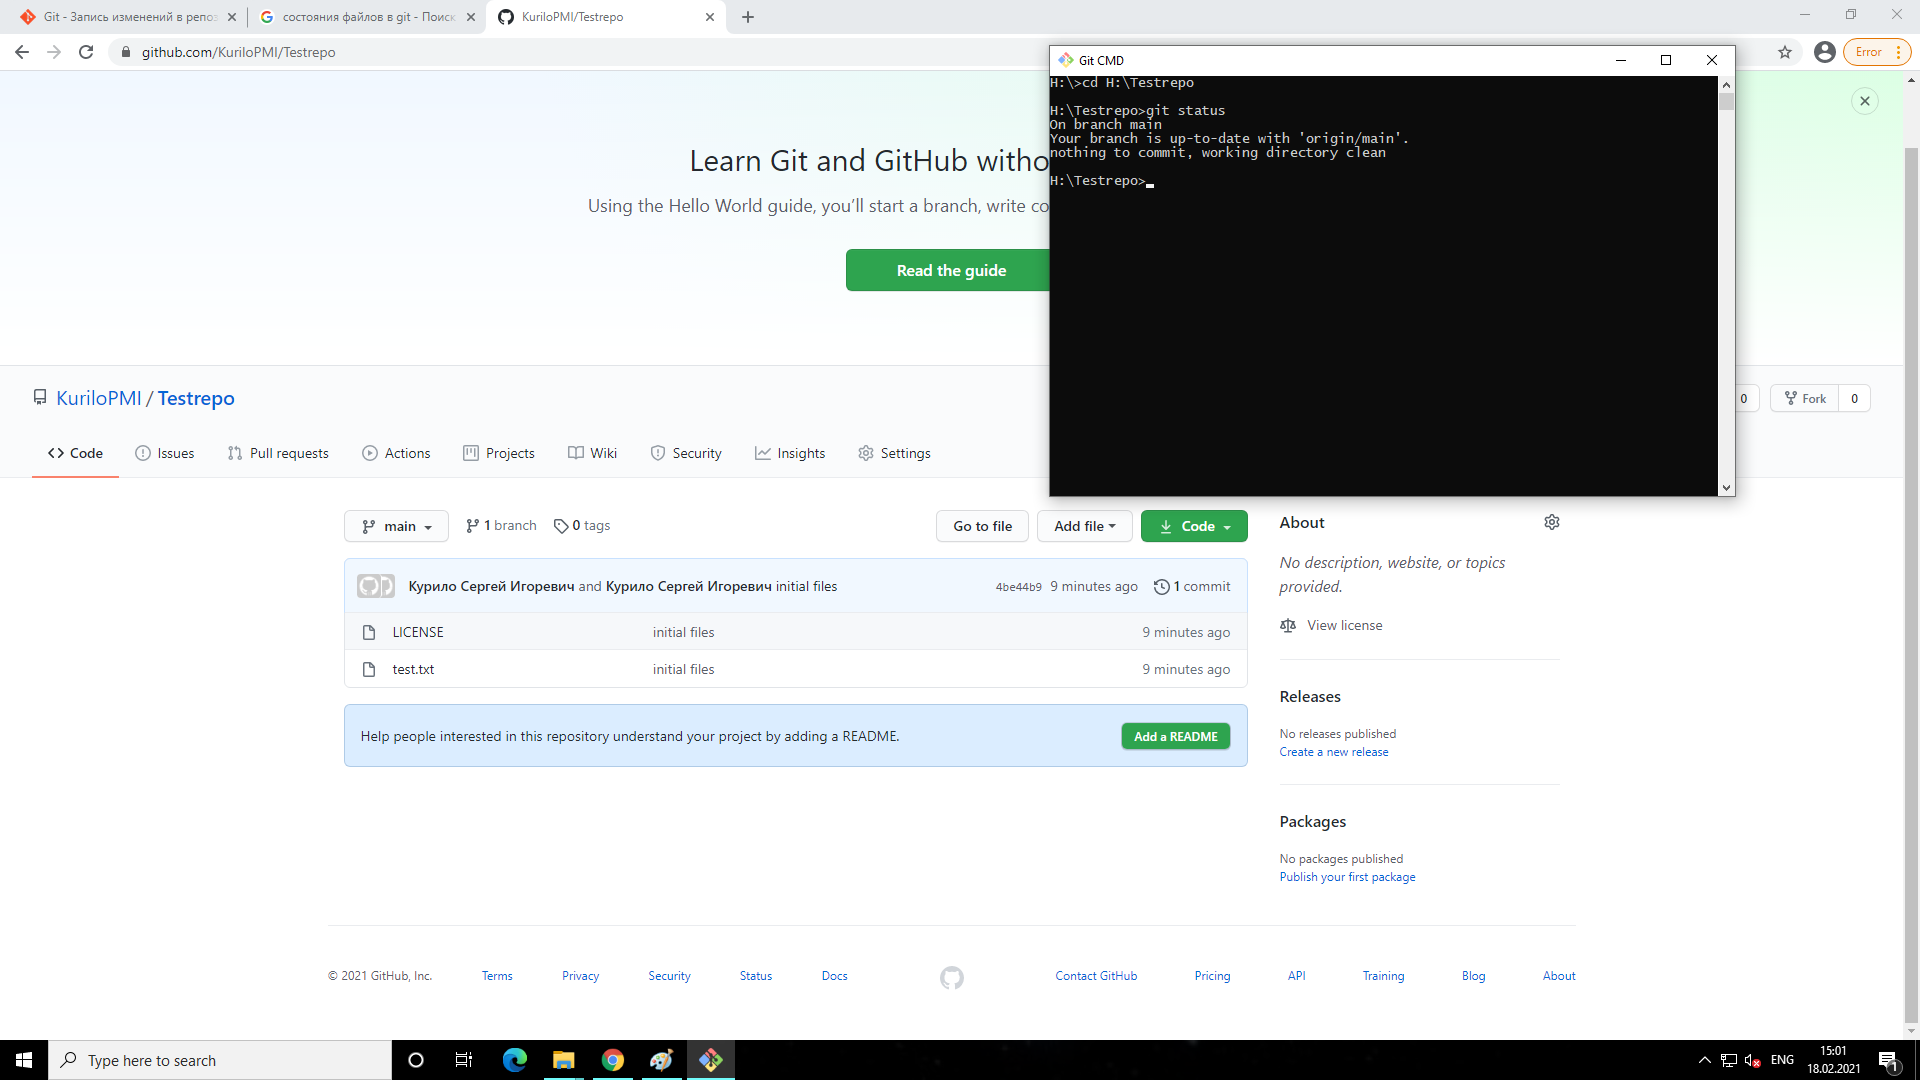 Git - Запись изменений в репоз
состояния файлов в git - Поиск
KuriloPMI/Testrepo
github.com/KuriloPMI/Testrepo
Error
Git CMD
H:\>cd H:\Testrepo
H:\Testrepo>git status
On branch main
Your branch is up-to-date with 'origin/main'.
nothing to commit, working directory clean
H:\Testrepo>
Learn Git and GitHub witho
Using the Hello World guide, you’ll start a branch, write co
Read the guide
KuriloPMI / Testrepo
0
Fork 0
Code Issues Pull requests Actions Projects Wiki Security Insights Settings
main 1 branch 0 tags Go to file Add file Code
Курило Сергей Игоревич and Курило Сергей Игоревич initial files 4be44b9 9 minutes ago 1 commit
LICENSE initial files 9 minutes ago
test.txt initial files 9 minutes ago
Help people interested in this repository understand your project by adding a README. Add a README
About
No description, website, or topics
provided.
View license
Releases
No releases published
Create a new release
Packages
No packages published
Publish your first package
© 2021 GitHub, Inc. Terms Privacy Security Status Docs Contact GitHub Pricing API Training Blog About
Type here to search
ENG
15:01
18.02.2021
1